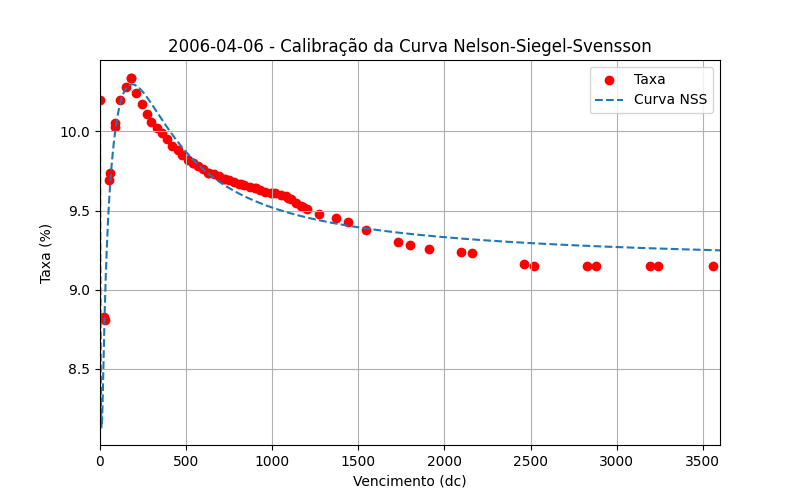 2006-04-06 - Calibração da Curva Nelson-Siegel-Svensson
Taxa
Curva NSS
Taxa (%)
10.0
9.5
9.0
8.5
0 500 1000 1500 2000 2500 3000 3500
Vencimento (dc)